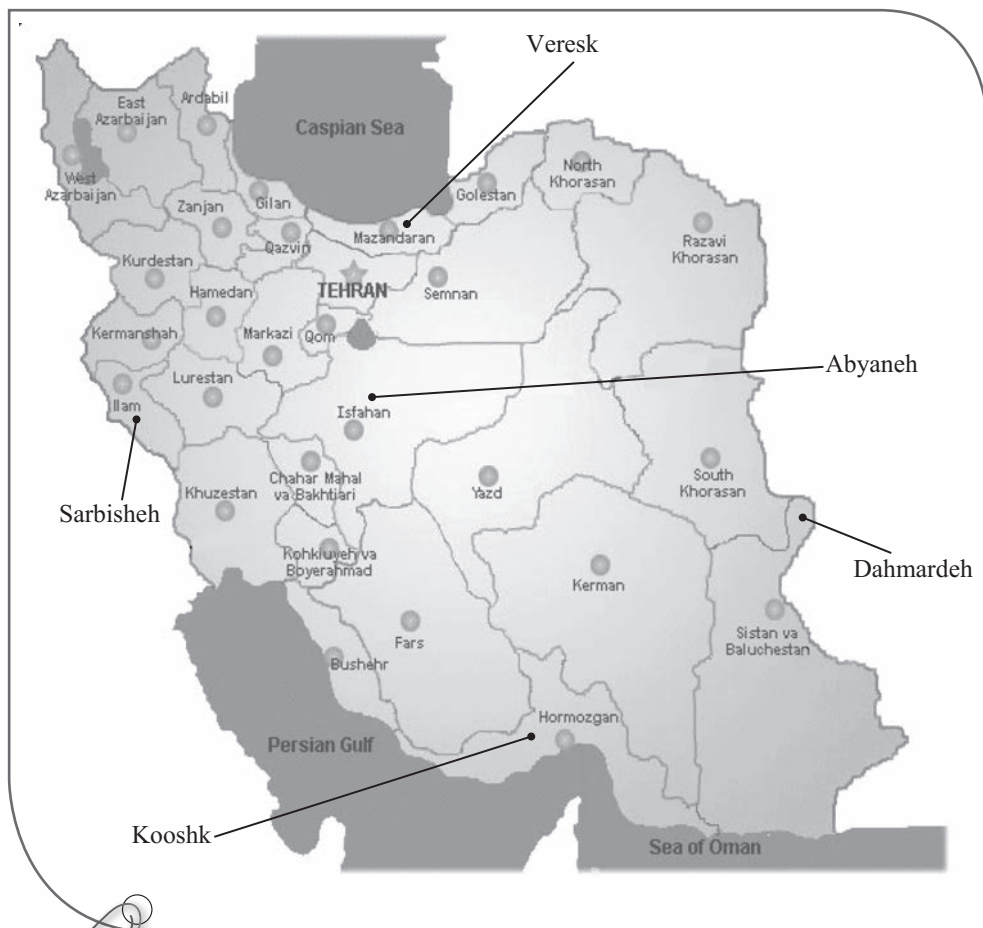 Veresk
Caspian Sea
East
Azarbaijan
Ardabil
West
Azarbaijan
Gilan
Zanjan
Qazvin
Mazandaran
Golestan
North
Khorasan
Razavi
Khorasan
Kurdestan
Hamedan
TEHRAN
Semnan
Kermanshah
Markazi
Qom
Abyaneh
Ilam
Lurestan
Isfahan
Sarbisheh
Khuzestan
Chahar Mahal
va Bakhtiari
Yazd
South
Khorasan
Dahmardeh
Kohkiluyeh va
Boyerahmad
Kerman
Fars
Sistan va
Baluchestan
Bushehr
Hormozgan
Persian Gulf
Kooshk
Sea of Oman